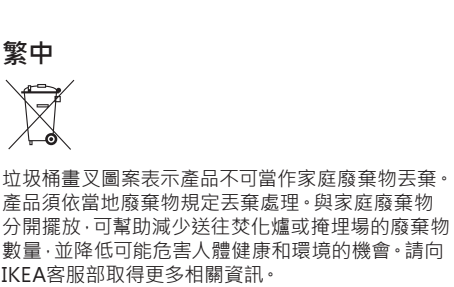 繁中
垃圾桶畫叉圖案表示產品不可當作家庭廢棄物丟棄。
產品須依當地廢棄物規定丟棄處理。與家庭廢棄物
分開擺放，可幫助減少送往焚化爐或掩埋場的廢棄物
數量，並降低可能危害人體健康和環境的機會。請向
IKEA客服部取得更多相關資訊。